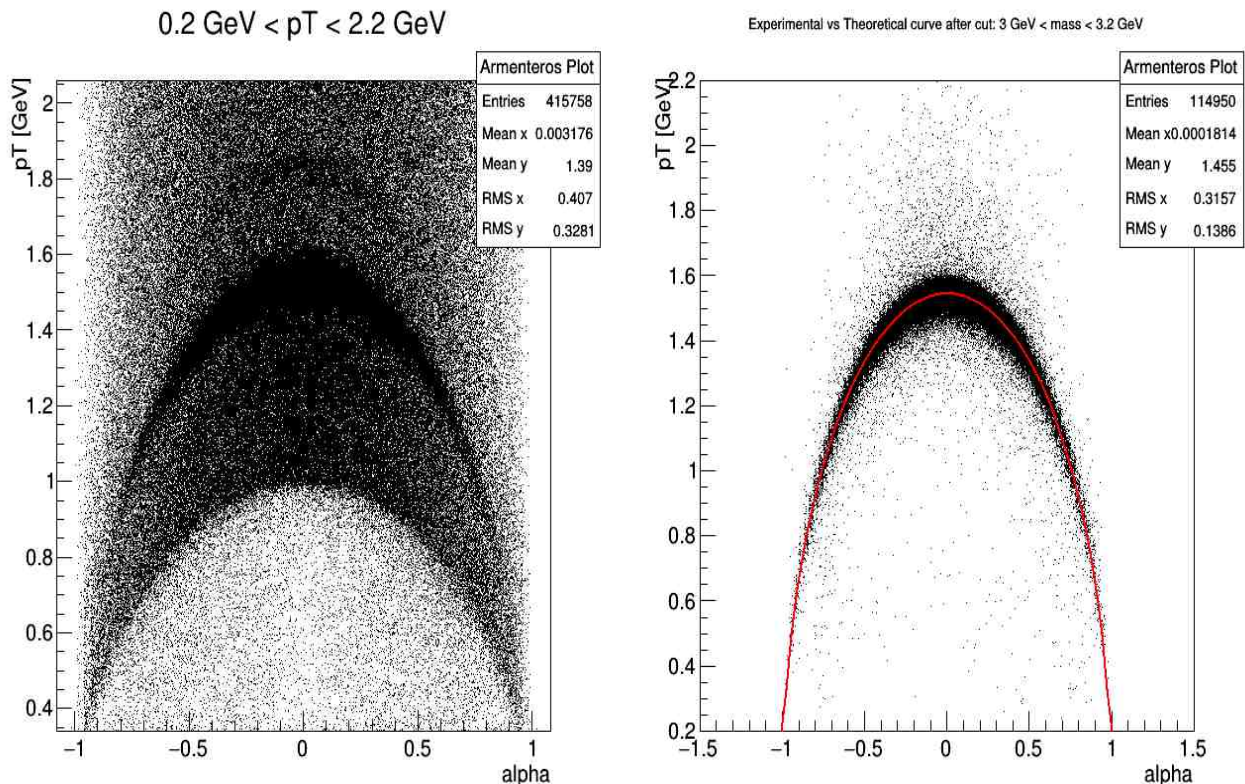 0.2 GeV < pT < 2.2 GeV
Armenteros Plot
Entries 415758
Mean x 0.003176
Mean y 1.39
RMS x 0.407
RMS y 0.3281
pT [GeV]
2
1.8
1.6
1.4
1.2
1
0.8
0.6
0.4
−1 −0.5 0 0.5 1
alpha
Experimental vs Theoretical curve after cut: 3 GeV < mass < 3.2 GeV
Armenteros Plot
Entries 114950
Mean x0.0001814
Mean y 1.455
RMS x 0.3157
RMS y 0.1386
pT [GeV]
2.2
2
1.8
1.6
1.4
1.2
1
0.8
0.6
0.4
0.2
−1.5 −1 −0.5 0 0.5 1 1.5
alpha